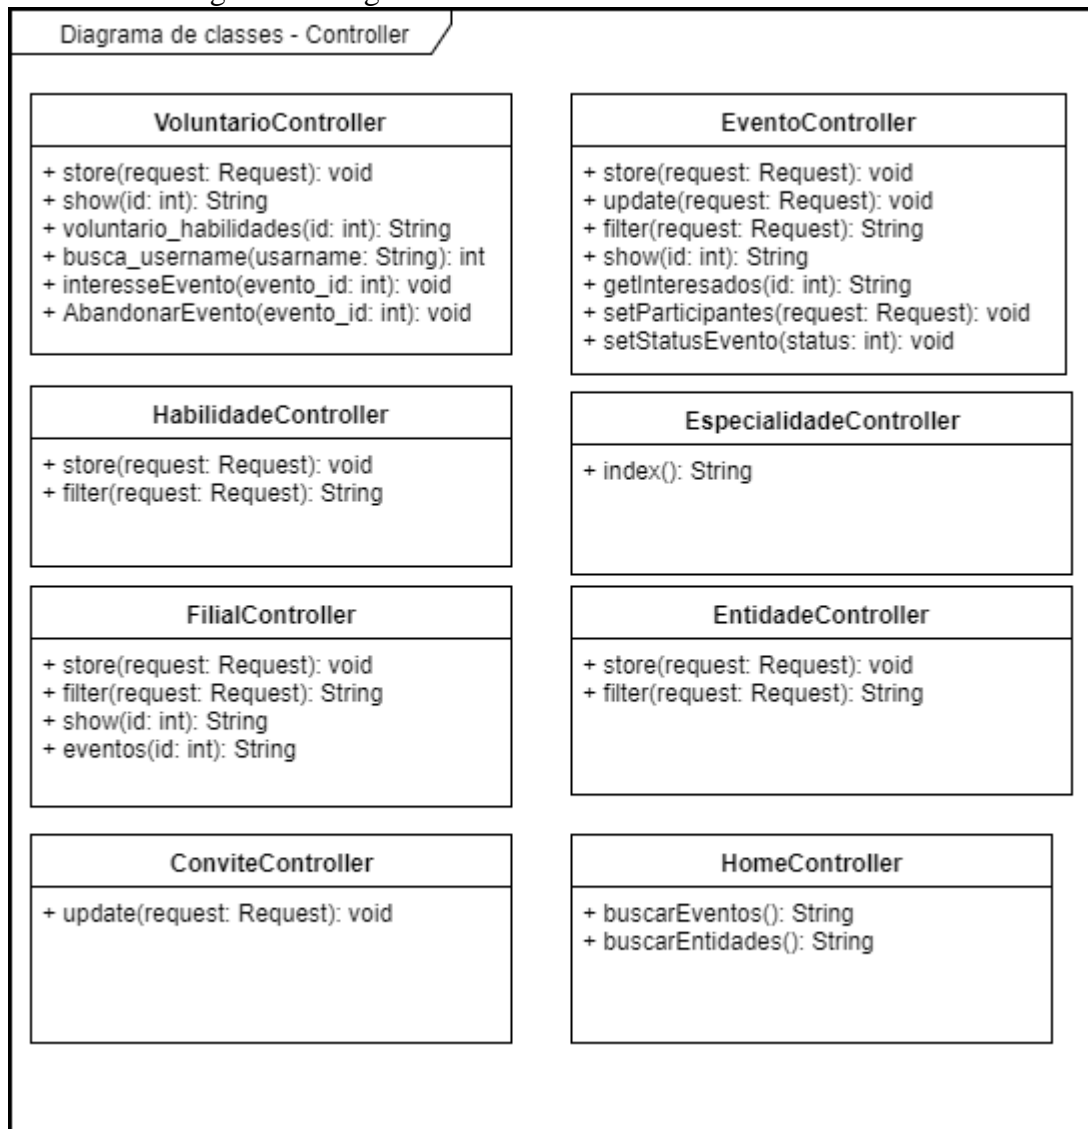 Diagrama de classes - Controller
VoluntarioController
+ store(request: Request): void
+ show(id: int): String
+ voluntario_habilidades(id: int): String
+ busca_username(usarname: String): int
+ interesseEvento(evento_id: int): void
+ AbandonarEvento(evento_id: int): void
EventoController
+ store(request: Request): void
+ update(request: Request): void
+ filter(request: Request): String
+ show(id: int): String
+ getInteresados(id: int): String
+ setParticipantes(request: Request): void
+ setStatusEvento(status: int): void
HabilidadeController
+ store(request: Request): void
+ filter(request: Request): String
EspecialidadeController
+ index(): String
FilialController
+ store(request: Request): void
+ filter(request: Request): String
+ show(id: int): String
+ eventos(id: int): String
EntidadeController
+ store(request: Request): void
+ filter(request: Request): String
ConviteController
+ update(request: Request): void
HomeController
+ buscarEventos(): String
+ buscarEntidades(): String